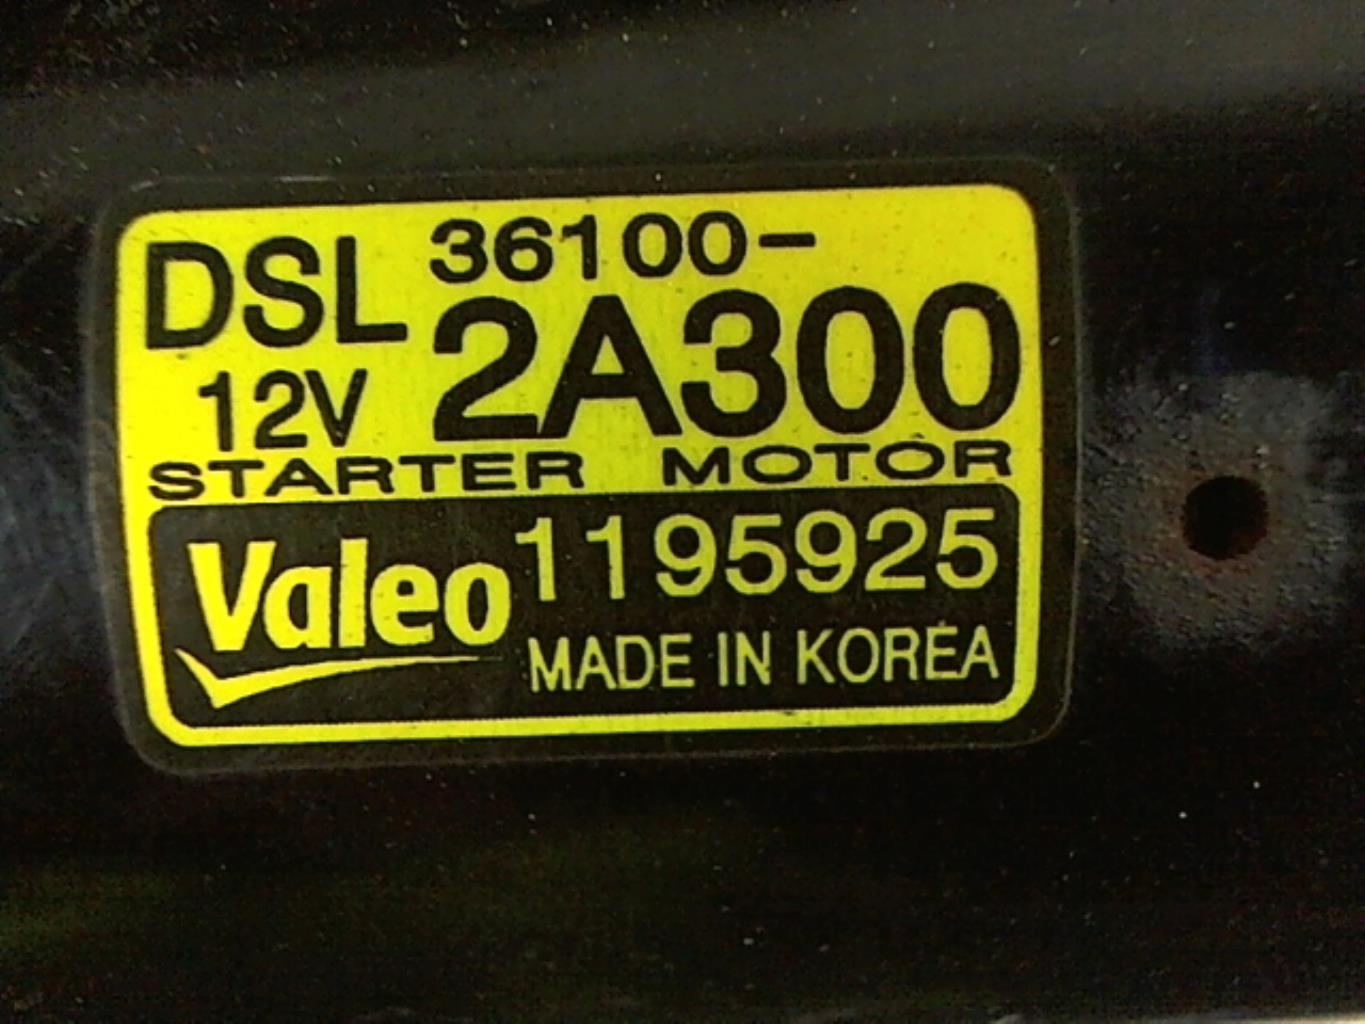 DSL 36100-
12V 2A300
STARTER MOTOR
Valeo 1195925
MADE IN KOREA